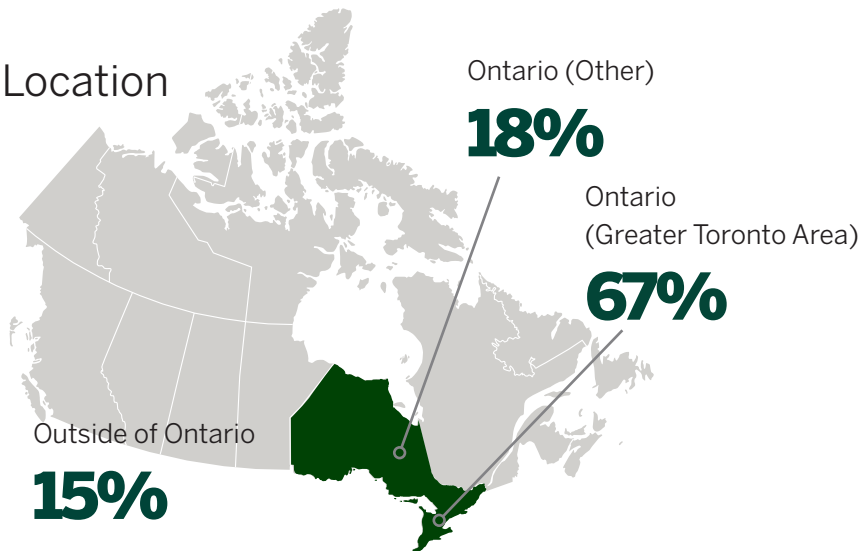 Location
Ontario (Other)
18%
Ontario
(Greater Toronto Area)
67%
Outside of Ontario
15%